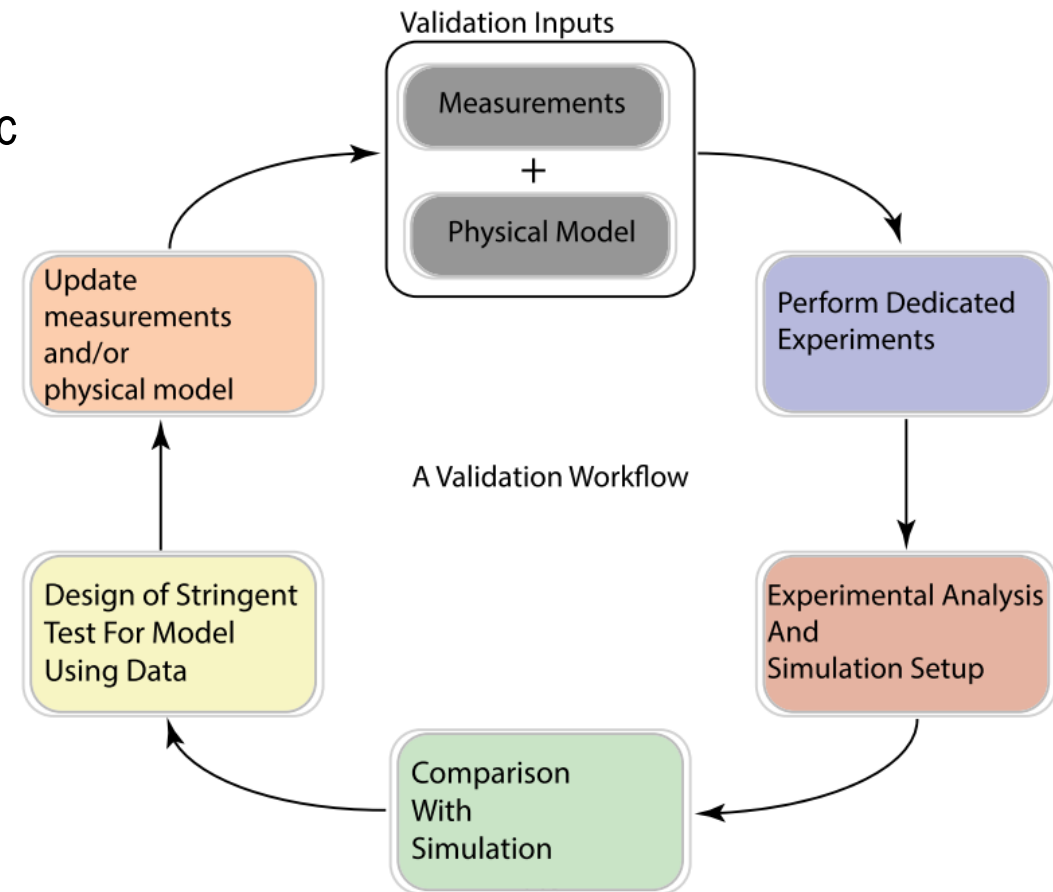 Validation Inputs
c
Measurements
+
Physical Model
Update
measurements
and/or
physical model
Perform Dedicated
Experiments
A Validation Workflow
Design of Stringent
Test For Model
Using Data
Experimental Analysis
And
Simulation Setup
Comparison
With
Simulation